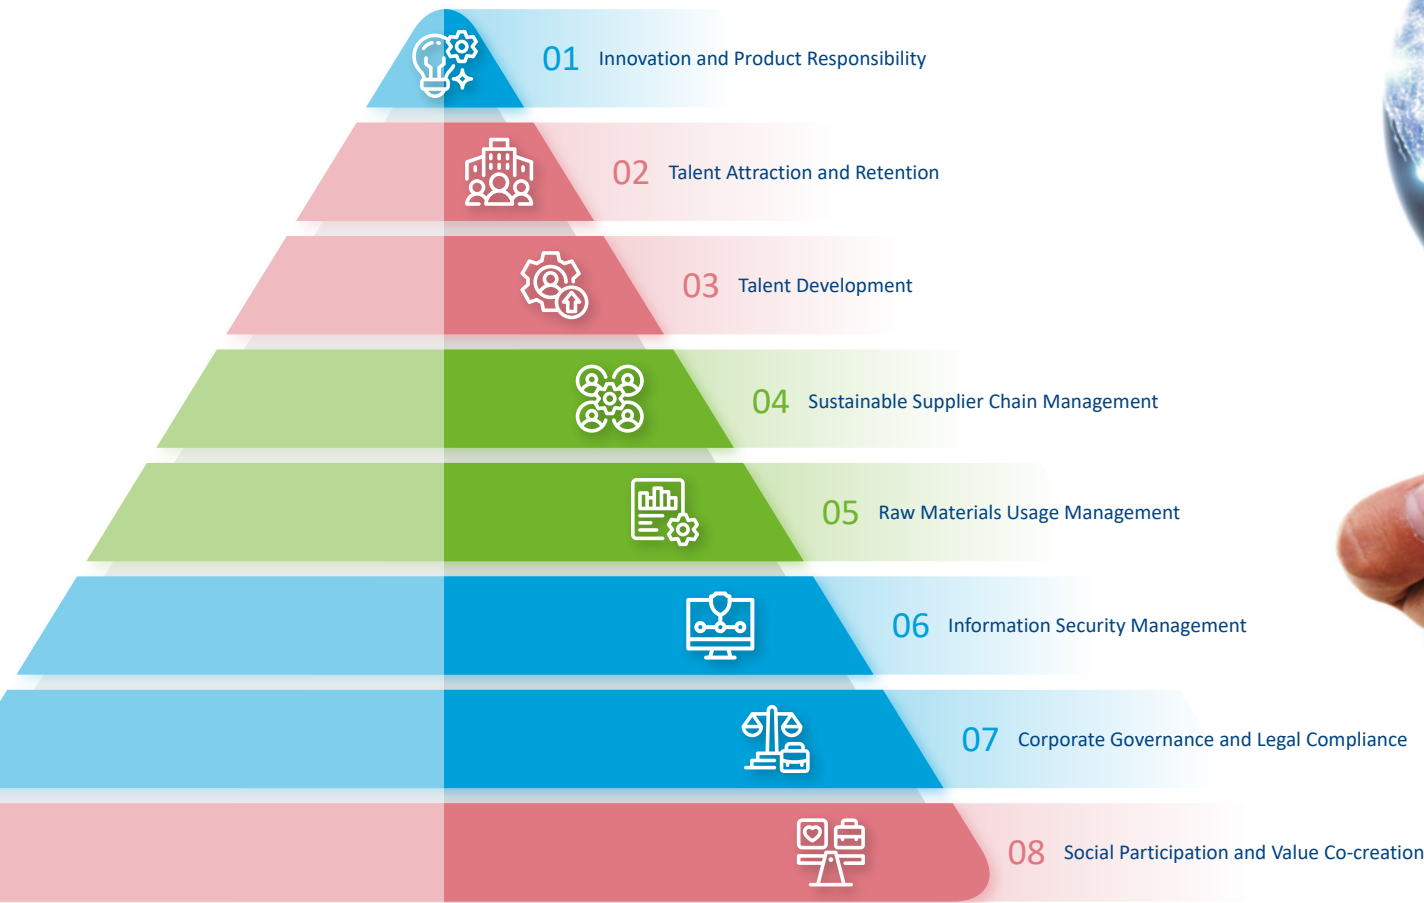 01 Innovation and Product Responsibility
02 Talent Attraction and Retention
03 Talent Development
04 Sustainable Supplier Chain Management
05 Raw Materials Usage Management
06 Information Security Management
07 Corporate Governance and Legal Compliance
08 Social Participation and Value Co-creation